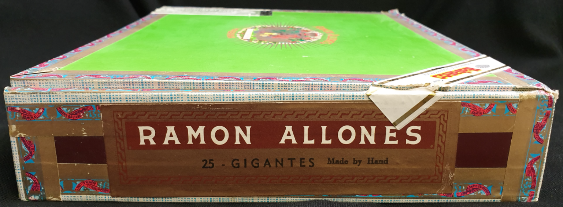 RAMON ALLONES
25 - GIGANTES Made by Hand